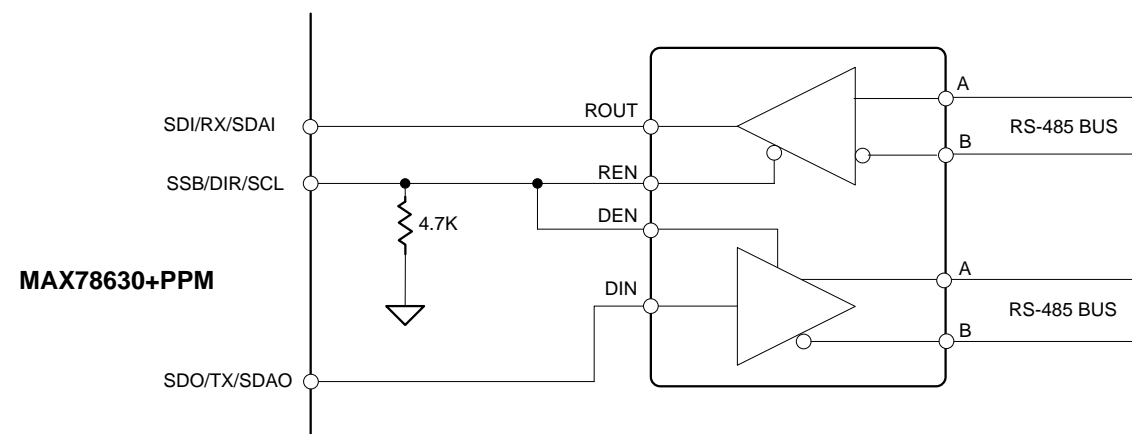 SDI/RX/SDAI
ROUT
A
RS-485 BUS
B
SSB/DIR/SCL
REN
4.7K
DEN
MAX78630+PPM
DIN
A
RS-485 BUS
B
SDO/TX/SDAO